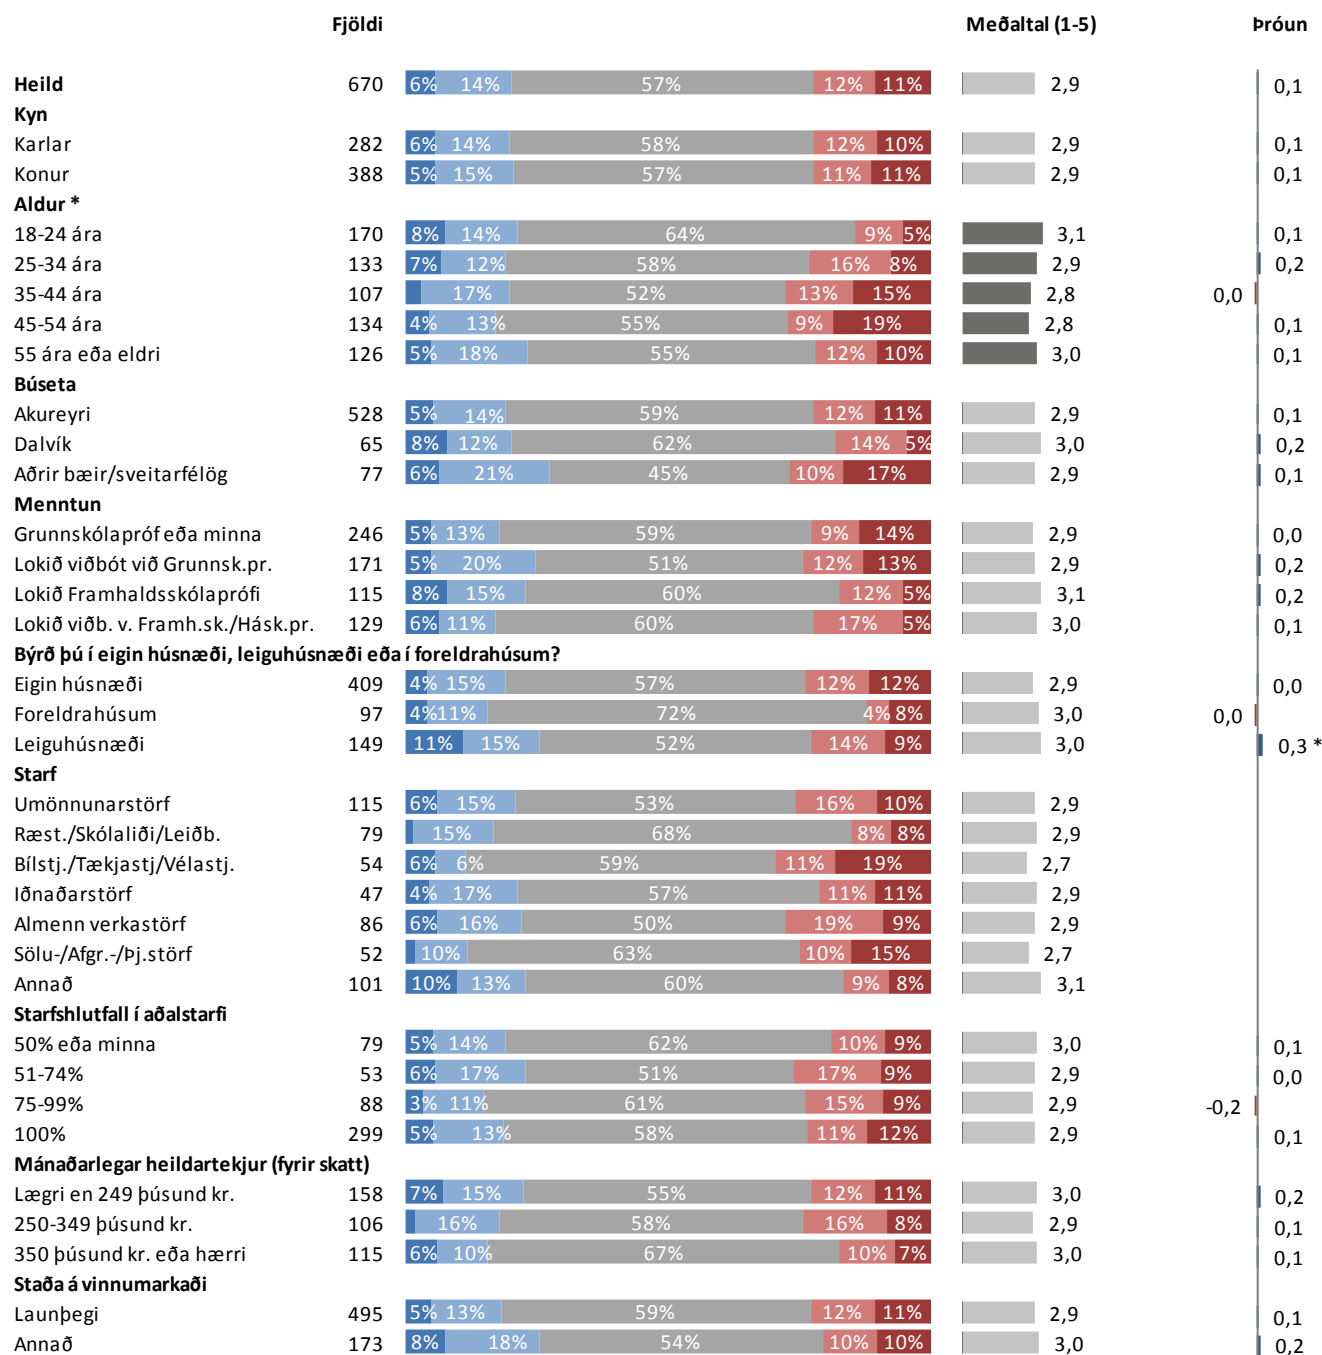 Fjöldi Meðaltal (1-5) Þróun
Heild 670 6% 14% 57% 12% 11% 2,9 0,1
Kyn
Karlar 282 6% 14% 58% 12% 10% 2,9 0,1
Konur 388 5% 15% 57% 11% 11% 2,9 0,1
Aldur *
18-24 ára 170 8% 14% 64% 9% 5% 3,1 0,1
25-34 ára 133 7% 12% 58% 16% 8% 2,9 0,2
35-44 ára 107 17% 52% 13% 15% 2,8 0,0
45-54 ára 134 4% 13% 55% 9% 19% 2,8 0,1
55 ára eða eldri 126 5% 18% 55% 12% 10% 3,0 0,1
Búseta
Akureyri 528 5% 14% 59% 12% 11% 2,9 0,1
Dalvík 65 8% 12% 62% 14% 5% 3,0 0,2
Aðrir bæir/sveitarfélög 77 6% 21% 45% 10% 17% 2,9 0,1
Menntun
Grunnskólapróf eða minna 246 5% 13% 59% 9% 14% 2,9 0,0
Lokið viðbót við Grunnsk.pr. 171 5% 20% 51% 12% 13% 2,9 0,2
Lokið Framhaldsskólaprófi 115 8% 15% 60% 12% 5% 3,1 0,2
Lokið viðb. v. Framh.sk./Hásk.pr. 129 6% 11% 60% 17% 5% 3,0 0,1
Býrð þú í eigin húsnæði, leiguhúsnæði eða í foreldrahúsum?
Eigin húsnæði 409 4% 15% 57% 12% 12% 2,9 0,0
Foreldrahúsum 97 4% 11% 72% 4% 8% 3,0 0,0
Leiguhúsnæði 149 11% 15% 52% 14% 9% 3,0 0,3 *
Starf
Umönnunarstörf 115 6% 15% 53% 16% 10% 2,9
Ræst./Skólaliði/Leiðb. 79 15% 68% 8% 8% 2,9
Bílstj./Tækjastj/Vélastj. 54 6% 6% 59% 11% 19% 2,7
Iðnaðarstörf 47 4% 17% 57% 11% 11% 2,9
Almenn verkastörf 86 6% 16% 50% 19% 9% 2,9
Sölu-/Afgr.-/Þj.störf 52 10% 63% 10% 15% 2,7
Annað 101 10% 13% 60% 9% 8% 3,1
Starfshlutfall í aðalstarfi
50% eða minna 79 5% 14% 62% 10% 9% 3,0 0,1
51-74% 53 6% 17% 51% 17% 9% 2,9 0,0
75-99% 88 3% 11% 61% 15% 9% 2,9 -0,2
100% 299 5% 13% 58% 11% 12% 2,9 0,1
Mánaðarlegar heildartekjur (fyrir skatt)
Lægri en 249 þúsund kr. 158 7% 15% 55% 12% 11% 3,0 0,2
250-349 þúsund kr. 106 16% 58% 16% 8% 2,9 0,1
350 þúsund kr. eða hærri 115 6% 10% 67% 10% 7% 3,0 0,1
Staða á vinnumarkaði
Launþegi 495 5% 13% 59% 12% 11% 2,9 0,1
Annað 173 8% 18% 54% 10% 10% 3,0 0,2